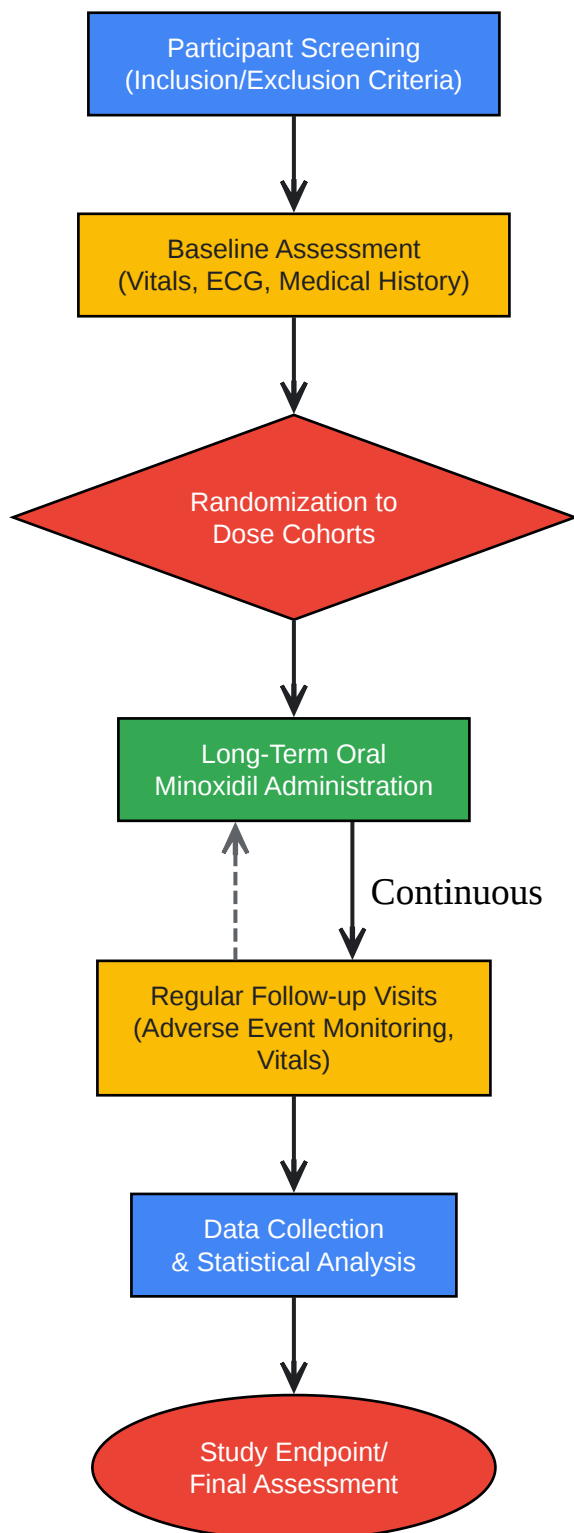 Participant Screening
(Inclusion/Exclusion Criteria)
Baseline Assessment
(Vitals, ECG, Medical History)
Randomization to
Dose Cohorts
Long-Term Oral
Minoxidil Administration
Continuous
Regular Follow-up Visits
(Adverse Event Monitoring,
Vitals)
Data Collection
& Statistical Analysis
Study Endpoint/
Final Assessment